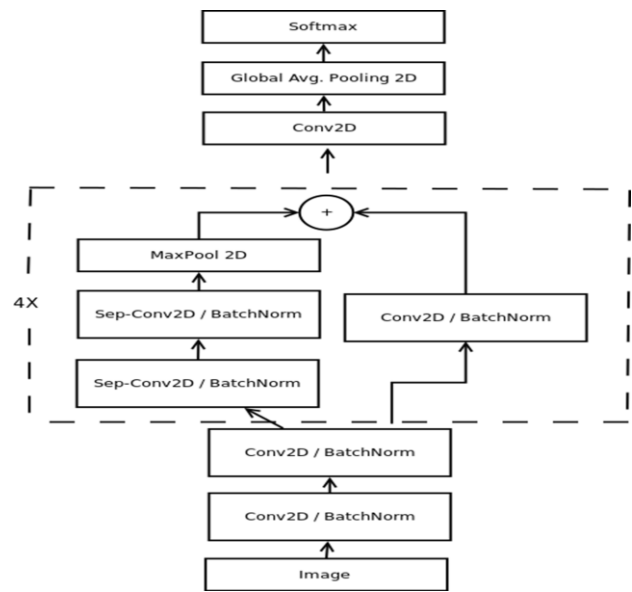 Softmax
Global Avg. Pooling 2D
Conv2D
+
MaxPool 2D
4X
Sep-Conv2D / BatchNorm
Conv2D / BatchNorm
Sep-Conv2D / BatchNorm
Conv2D / BatchNorm
Conv2D / BatchNorm
Image